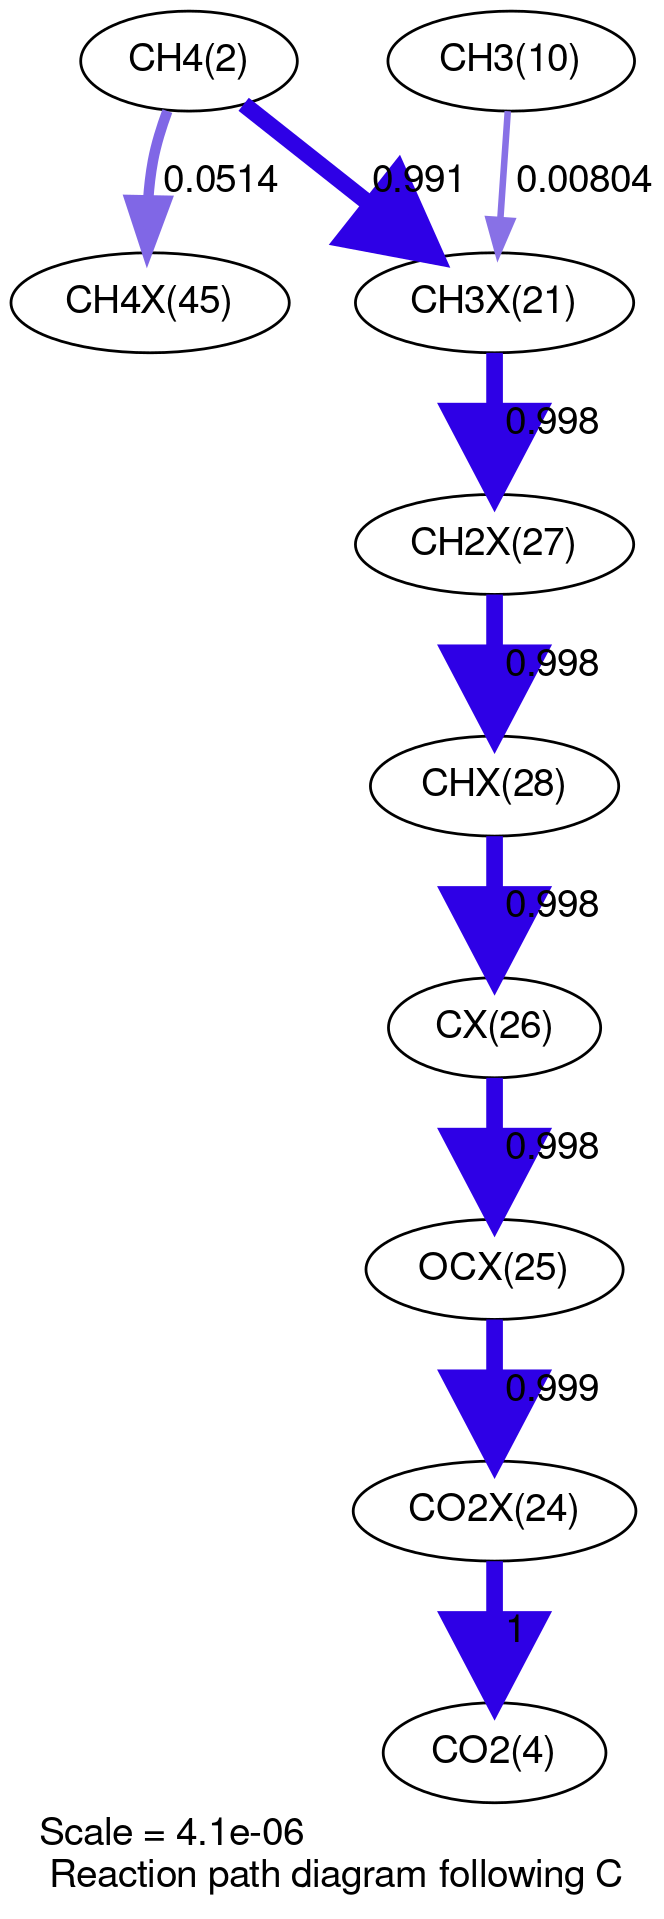 CH4(2)
CH3(10)
0.0514
0.991
0.00804
CH4X(45)
CH3X(21)
0.998
CH2X(27)
0.998
CHX(28)
0.998
CX(26)
0.998
OCX(25)
0.999
CO2X(24)
1
CO2(4)
Scale = 4.1e-06
Reaction path diagram following C